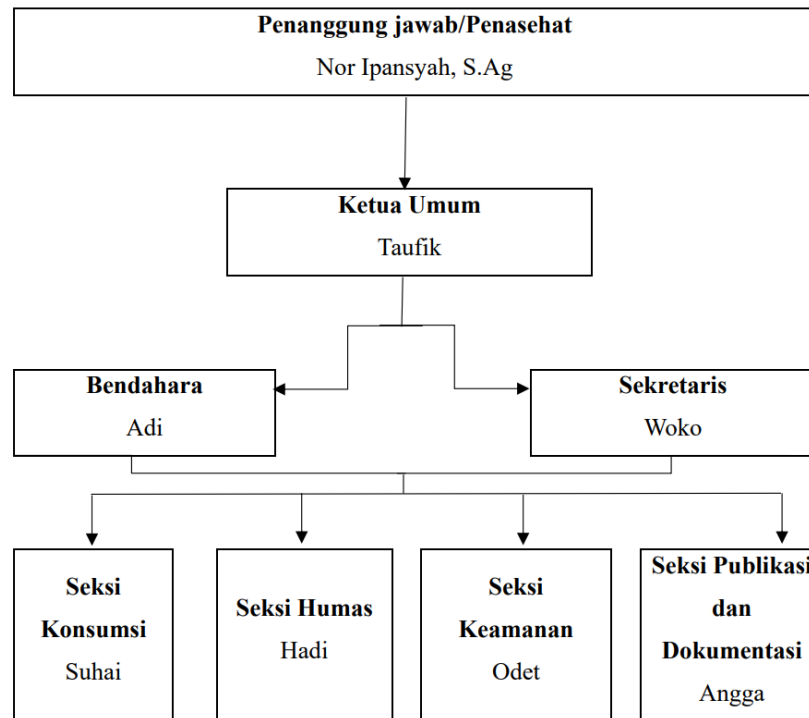 Penanggung jawab/Penasehat
Nor Ipansyah, S.Ag
Ketua Umum
Taufik
Bendahara
Adi
Sekretaris
Woko
Seksi
Konsumsi
Suhai
Seksi Humas
Hadi
Seksi
Keamanan
Odet
Seksi Publikasi
dan
Dokumentasi
Angga